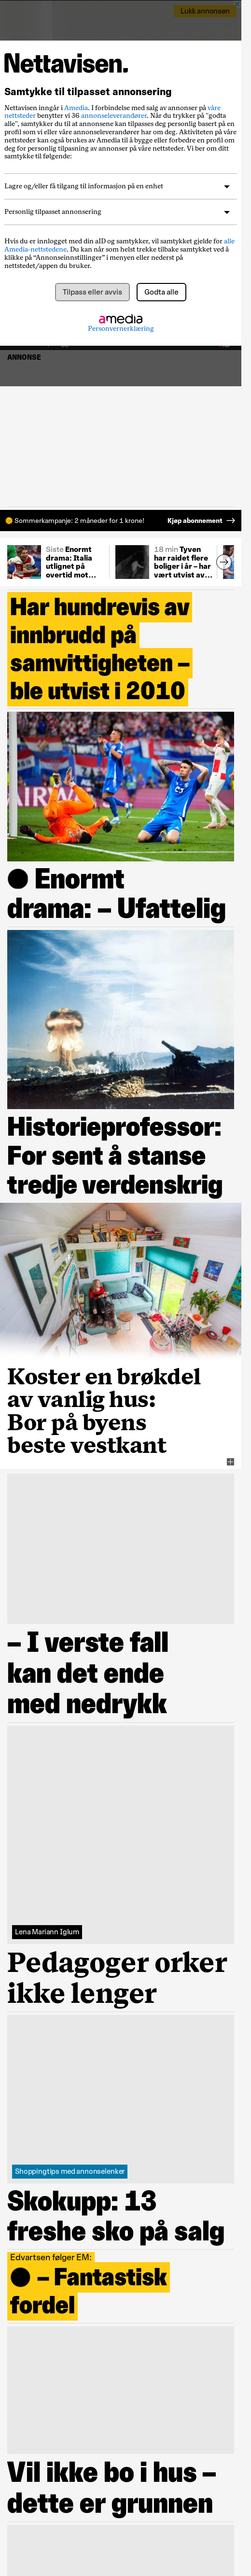 Lukk annonsen
Nettavisen.
Samtykke til tilpasset annonsering
Nettavisen inngår i Amedia. I forbindelse med salg av annonser på våre
nettsteder benytter vi 36 annonseleverandører. Når du trykker på "godta
alle", samtykker du til at annonsene kan tilpasses deg personlig basert på en
profil som vi eller våre annonseleverandører har om deg. Aktiviteten på våre
nettsteder kan også brukes av Amedia til å bygge eller forbedre en profil om
deg for personlig tilpasning av annonser på våre nettsteder. Vi ber om ditt
samtykke til følgende:
Lagre og/eller få tilgang til informasjon på en enhet
Personlig tilpasset annonsering
Hvis du er innlogget med din aID og samtykker, vil samtykket gjelde for alle
Amedia-nettstedene. Du kan når som helst trekke tilbake samtykket ved å
klikke på “Annonseinnstillinger” i menyen eller nederst på
nettstedet/appen du bruker.
Tilpass eller avvis
Godta alle
amedia
Personvernerklæring
ANNONSE
Sommerkampanje: 2 måneder for 1 krone!
Kjøp abonnement
Siste Enormt
drama: Italia
utlignet på
overtid mot...
18 min Tyven
har raidet flere
boliger i år – har
vært utvist av...
Har hundrevis av
innbrudd på
samvittigheten –
ble utvist i 2010
Enormt
drama: – Ufattelig
Historieprofessor:
For sent å stanse
tredje verdenskrig
Koster en brøkdel
av vanlig hus:
Bor på byens
beste vestkant
– I verste fall
kan det ende
med nedrykk
Lena Mariann Iglum
Pedagoger orker
ikke lenger
Shoppingtips med annonselenker
Skokupp: 13
freshe sko på salg
Edvartsen følger EM:
– Fantastisk
fordel
Vil ikke bo i hus –
dette er grunnen